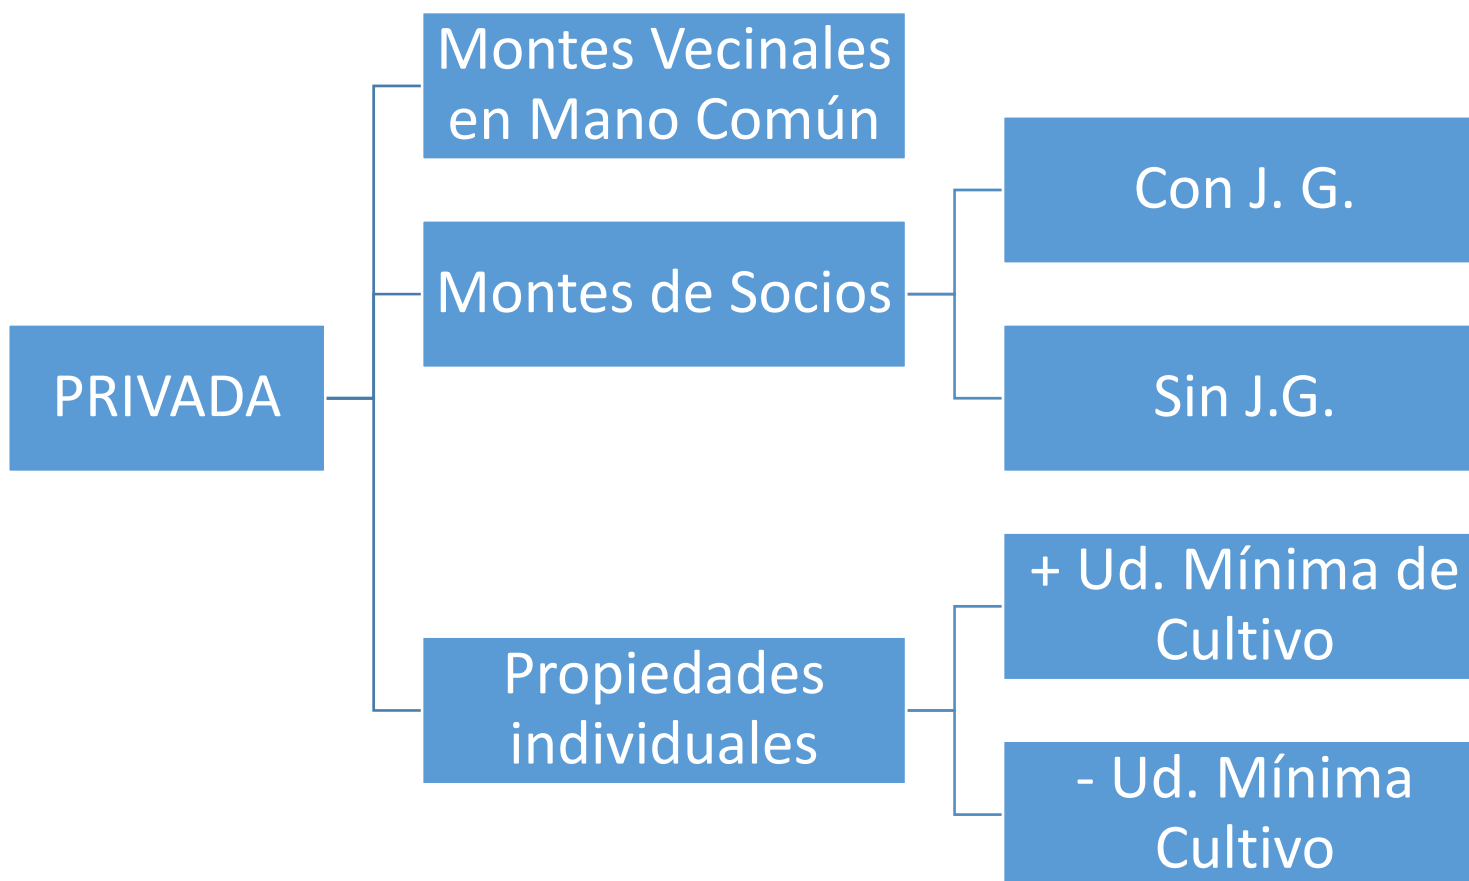 PRIVADA
Montes Vecinales
en Mano Común
Montes de Socios
Con J. G.
Sin J.G.
Propiedades
individuales
+ Ud. Mínima de
Cultivo
- Ud. Mínima
Cultivo